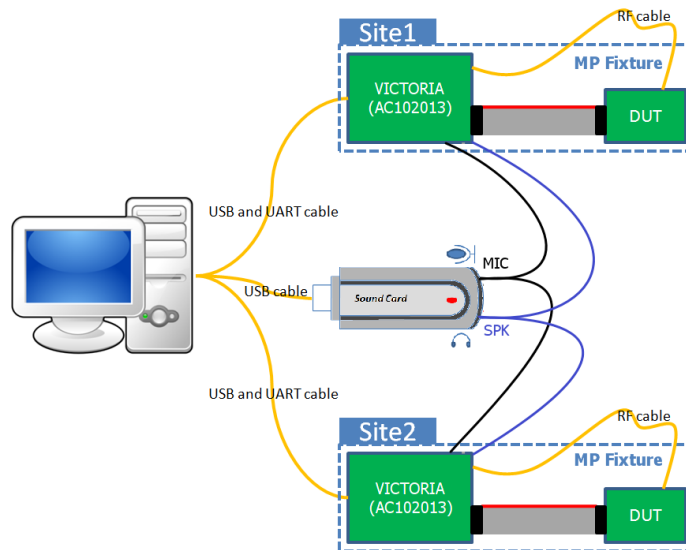 RF cable
Site1
MP Fixture
VICTORIA
(AC102013)
DUT
USB and UART cable
MIC
USB cable
Sound Card
SPK
USB and UART cable
RF cable
Site2
MP Fixture
VICTORIA
(AC102013)
DUT